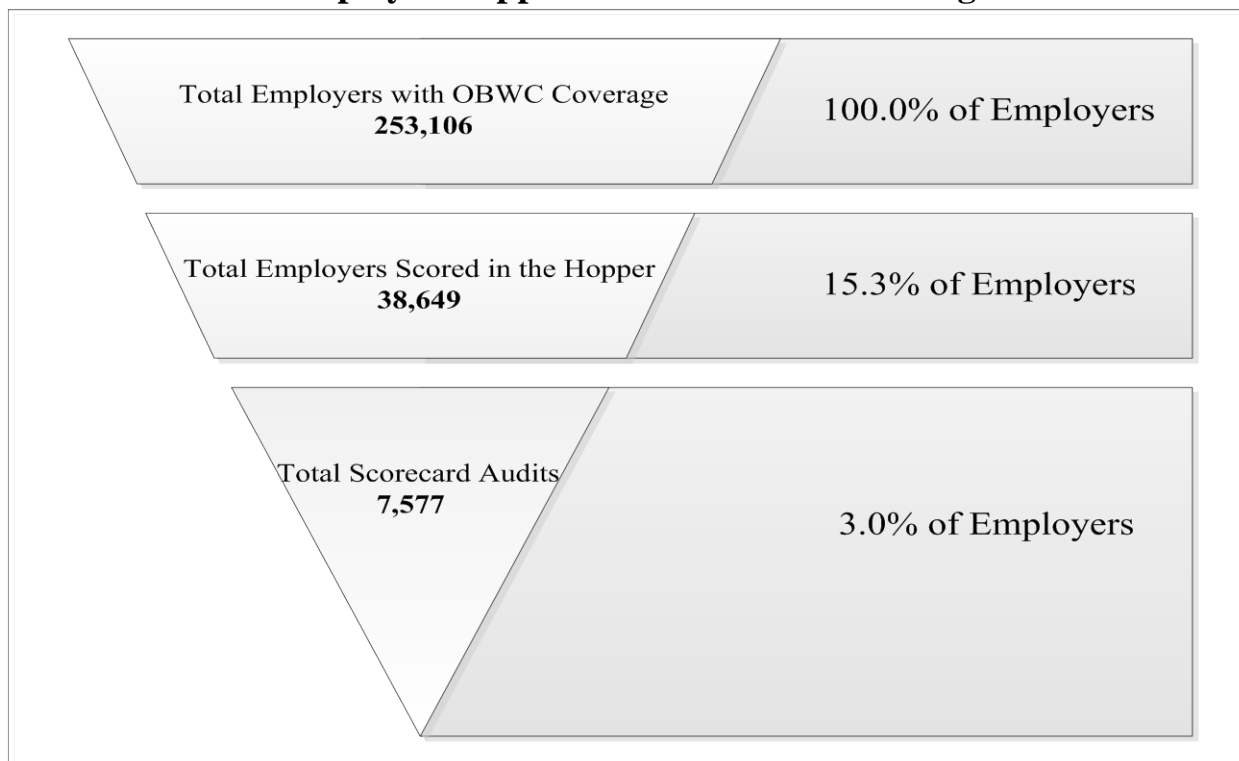 Total Employers with OBWC Coverage
253,106
100.0% of Employers
Total Employers Scored in the Hopper
38,649
15.3% of Employers
Total Scorecard Audits
7,577
3.0% of Employers